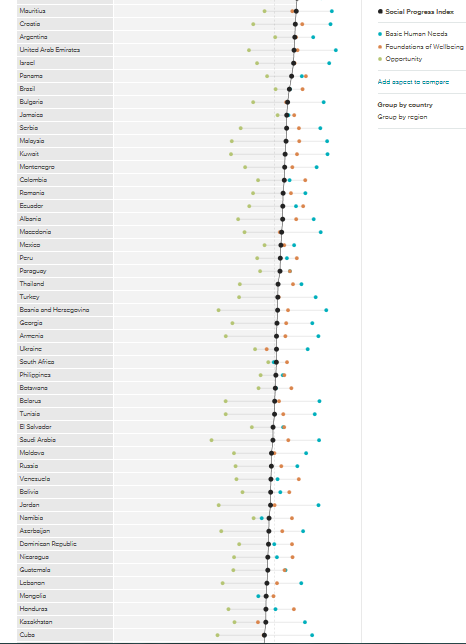 Mauritius
Croatia
Argentina
United Arab Emirates
Israel
Panama
Brazil
Bulgaria
Jamaica
Serbia
Malaysia
Kuwait
Montenegro
Colombia
Romania
Ecuador
Albania
Macedonia
Mexico
Peru
Paraguay
Thailand
Turkey
Bosnia and Herzegovina
Georgia
Armenia
Ukraine
South Africa
Philippines
Botswana
Belarus
Tunisia
El Salvador
Saudi Arabia
Moldova
Russia
Venezuela
Bolivia
Jordan
Namibia
Azerbaijan
Dominican Republic
Nicaragua
Guatemala
Lebanon
Mongolia
Honduras
Kazakhstan
Cuba
Social Progress Index
Basic Human Needs
Foundations of Wellbeing
Opportunity
Add aspect to compare
Group by country
Group by region